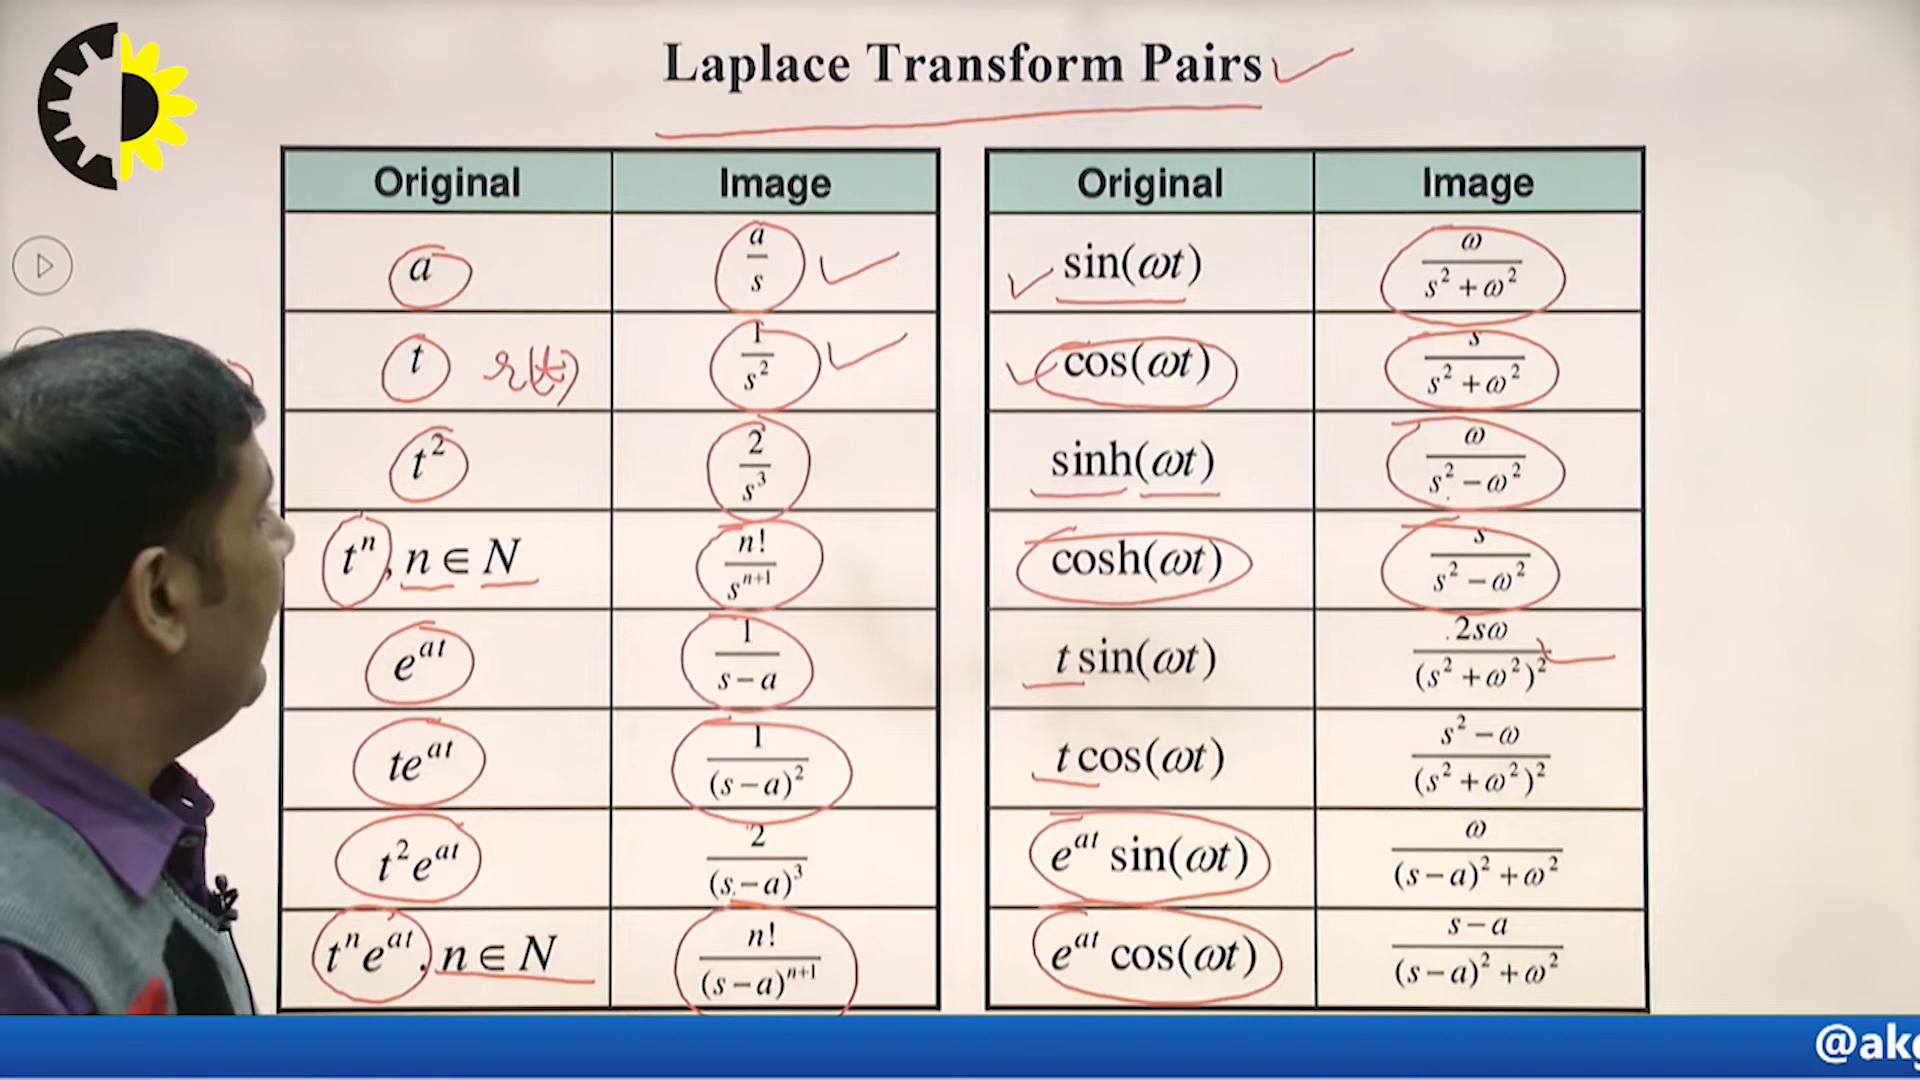 Laplace Transform Pairs
Original Image
a a/s
t r(t) 1/s²
t² 2/s³
tⁿ, n ∈ N n!/sⁿ⁺¹
eᵃᵗ 1/(s − a)
teᵃᵗ 1/(s − a)²
t²eᵃᵗ 2/(s − a)³
tⁿeᵃᵗ, n ∈ N n!/(s − a)ⁿ⁺¹
Original Image
sin(ωt) ω/(s² + ω²)
cos(ωt) s/(s² + ω²)
sinh(ωt) ω/(s² − ω²)
cosh(ωt) s/(s² − ω²)
t sin(ωt) 2sω/(s² + ω²)²
t cos(ωt) (s² − ω)/(s² + ω²)²
eᵃᵗ sin(ωt) ω/((s − a)² + ω²)
eᵃᵗ cos(ωt) (s − a)/((s − a)² + ω²)